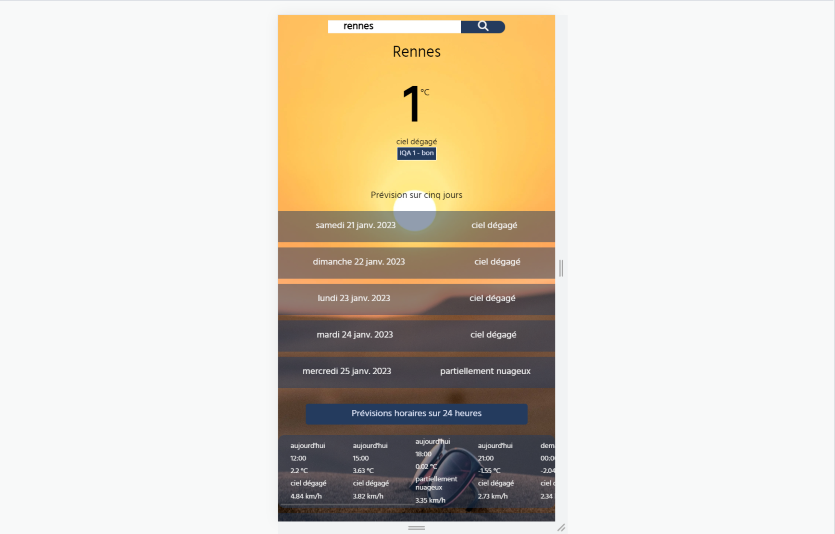 rennes
Rennes
1 °C
ciel dégagé
IQA 1 - bon
Prévision sur cinq jours
samedi 21 janv. 2023 ciel dégagé
dimanche 22 janv. 2023 ciel dégagé
lundi 23 janv. 2023 ciel dégagé
mardi 24 janv. 2023 ciel dégagé
mercredi 25 janv. 2023 partiellement nuageux
Prévisions horaires sur 24 heures
aujourd'hui
12:00
2.2 °C
ciel dégagé
4.84 km/h
aujourd'hui
15:00
3.63 °C
ciel dégagé
3.82 km/h
aujourd'hui
18:00
0.02 °C
partiellement
nuageux
3.35 km/h
aujourd'hui
21:00
-1.55 °C
ciel dégagé
2.73 km/h
dem
00:0
-2.04
ciel
2.34